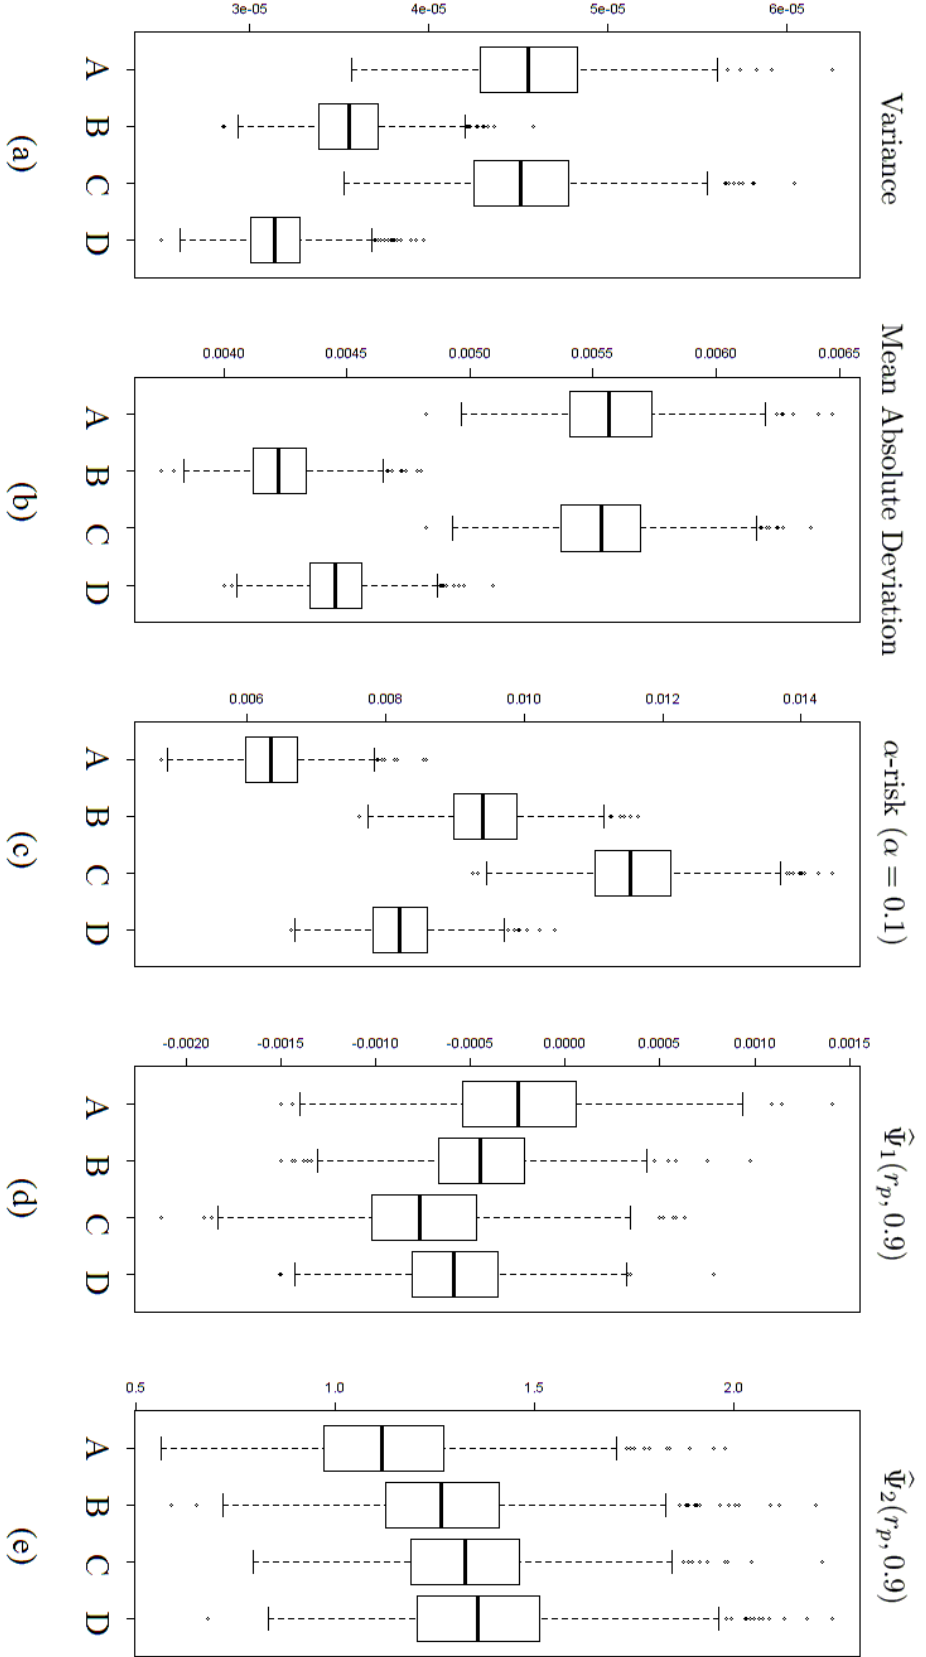 Variance
3e-05 4e-05 5e-05 6e-05
A B C D
(a)
Mean Absolute Deviation
0.0040 0.0045 0.0050 0.0055 0.0060 0.0065
A B C D
(b)
α-risk (α = 0.1)
0.006 0.008 0.010 0.012 0.014
A B C D
(c)
Ψ̂₁(rₚ, 0.9)
-0.0020 -0.0015 -0.0010 -0.0005 0.0000 0.0005 0.0010 0.0015
A B C D
(d)
Ψ̂₂(rₚ, 0.9)
0.5 1.0 1.5 2.0
A B C D
(e)